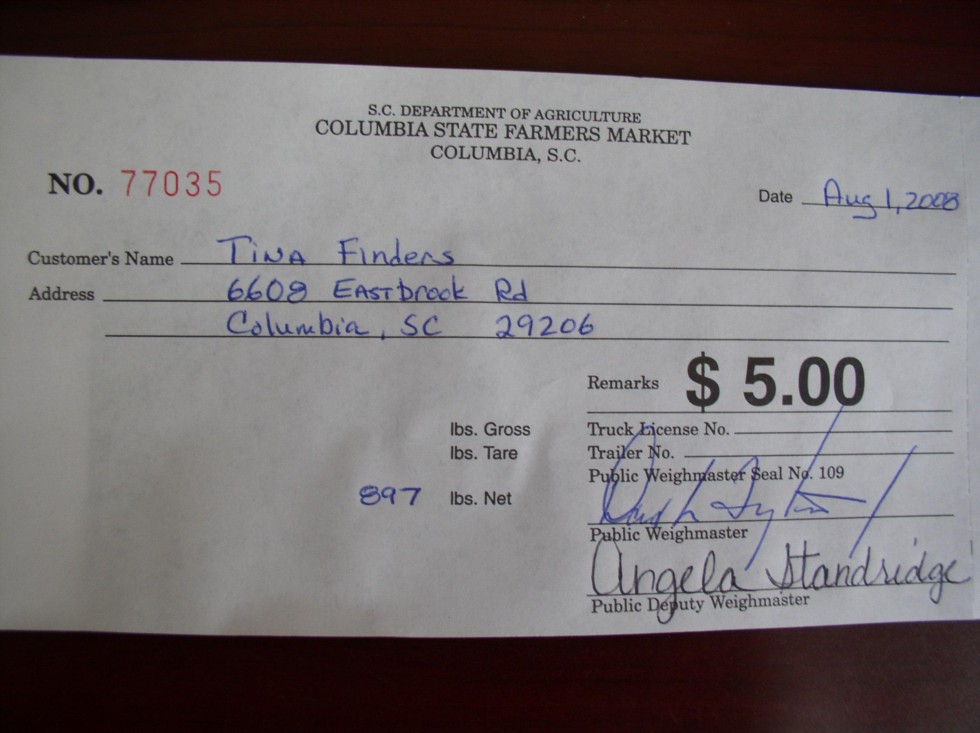 S.C. DEPARTMENT OF AGRICULTURE
COLUMBIA STATE FARMERS MARKET
COLUMBIA, S.C.
NO. 77035
Date Aug 1, 2008
Customer's Name Tina Finders
Address 6608 Eastbrook Rd
Columbia, SC 29206
Remarks $ 5.00
lbs. Gross Truck License No.
lbs. Tare Trailer No.
Public Weighmaster Seal No. 109
897 lbs. Net
Public Weighmaster
Angela Standridge
Public Deputy Weighmaster